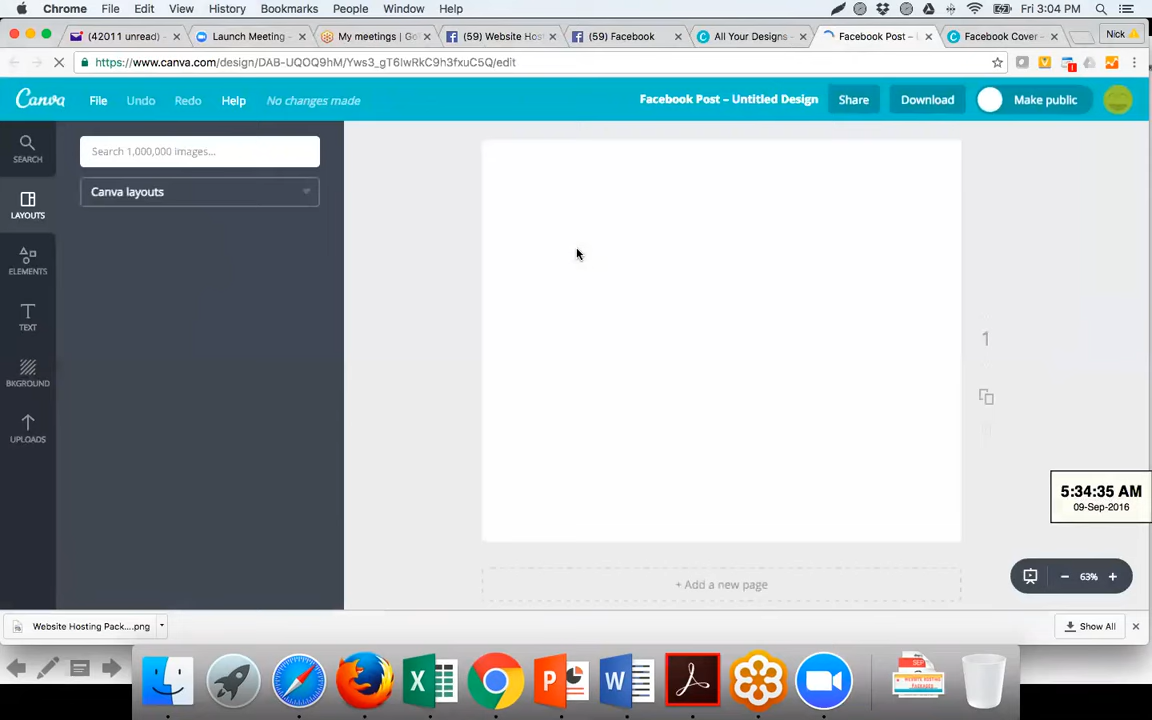 Chrome File Edit View History Bookmarks People Window Help Fri 3:04 PM
(42011 unread) - Launch Meeting - My meetings | Go (59) Website Hos (59) Facebook All Your Designs - Facebook Post – Facebook Cover - Nick
https://www.canva.com/design/DAB-UQOQ9hM/Yws3_gT6IwRkC9h3fxuC5Q/edit
Canva File Undo Redo Help No changes made Facebook Post – Untitled Design Share Download Make public
Search 1,000,000 images...
SEARCH
Canva layouts
LAYOUTS
ELEMENTS
TEXT
1
BKGROUND
UPLOADS
5:34:35 AM
09-Sep-2016
+ Add a new page
63%
Website Hosting Pack....png Show All